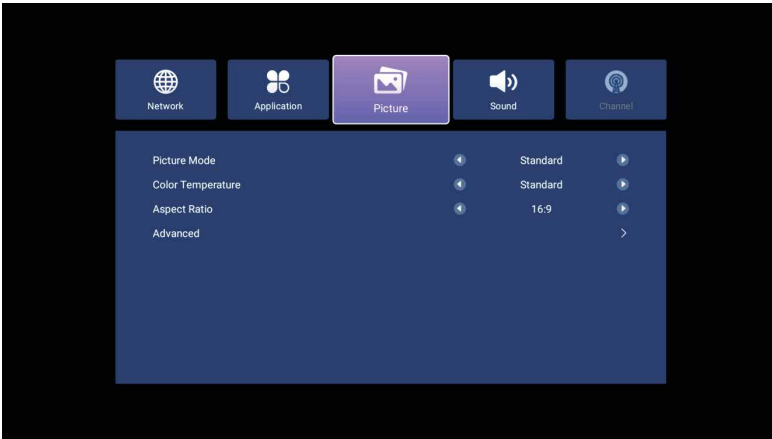 Network Application Picture Sound Channel
Picture Mode Standard
Color Temperature Standard
Aspect Ratio 16:9
Advanced